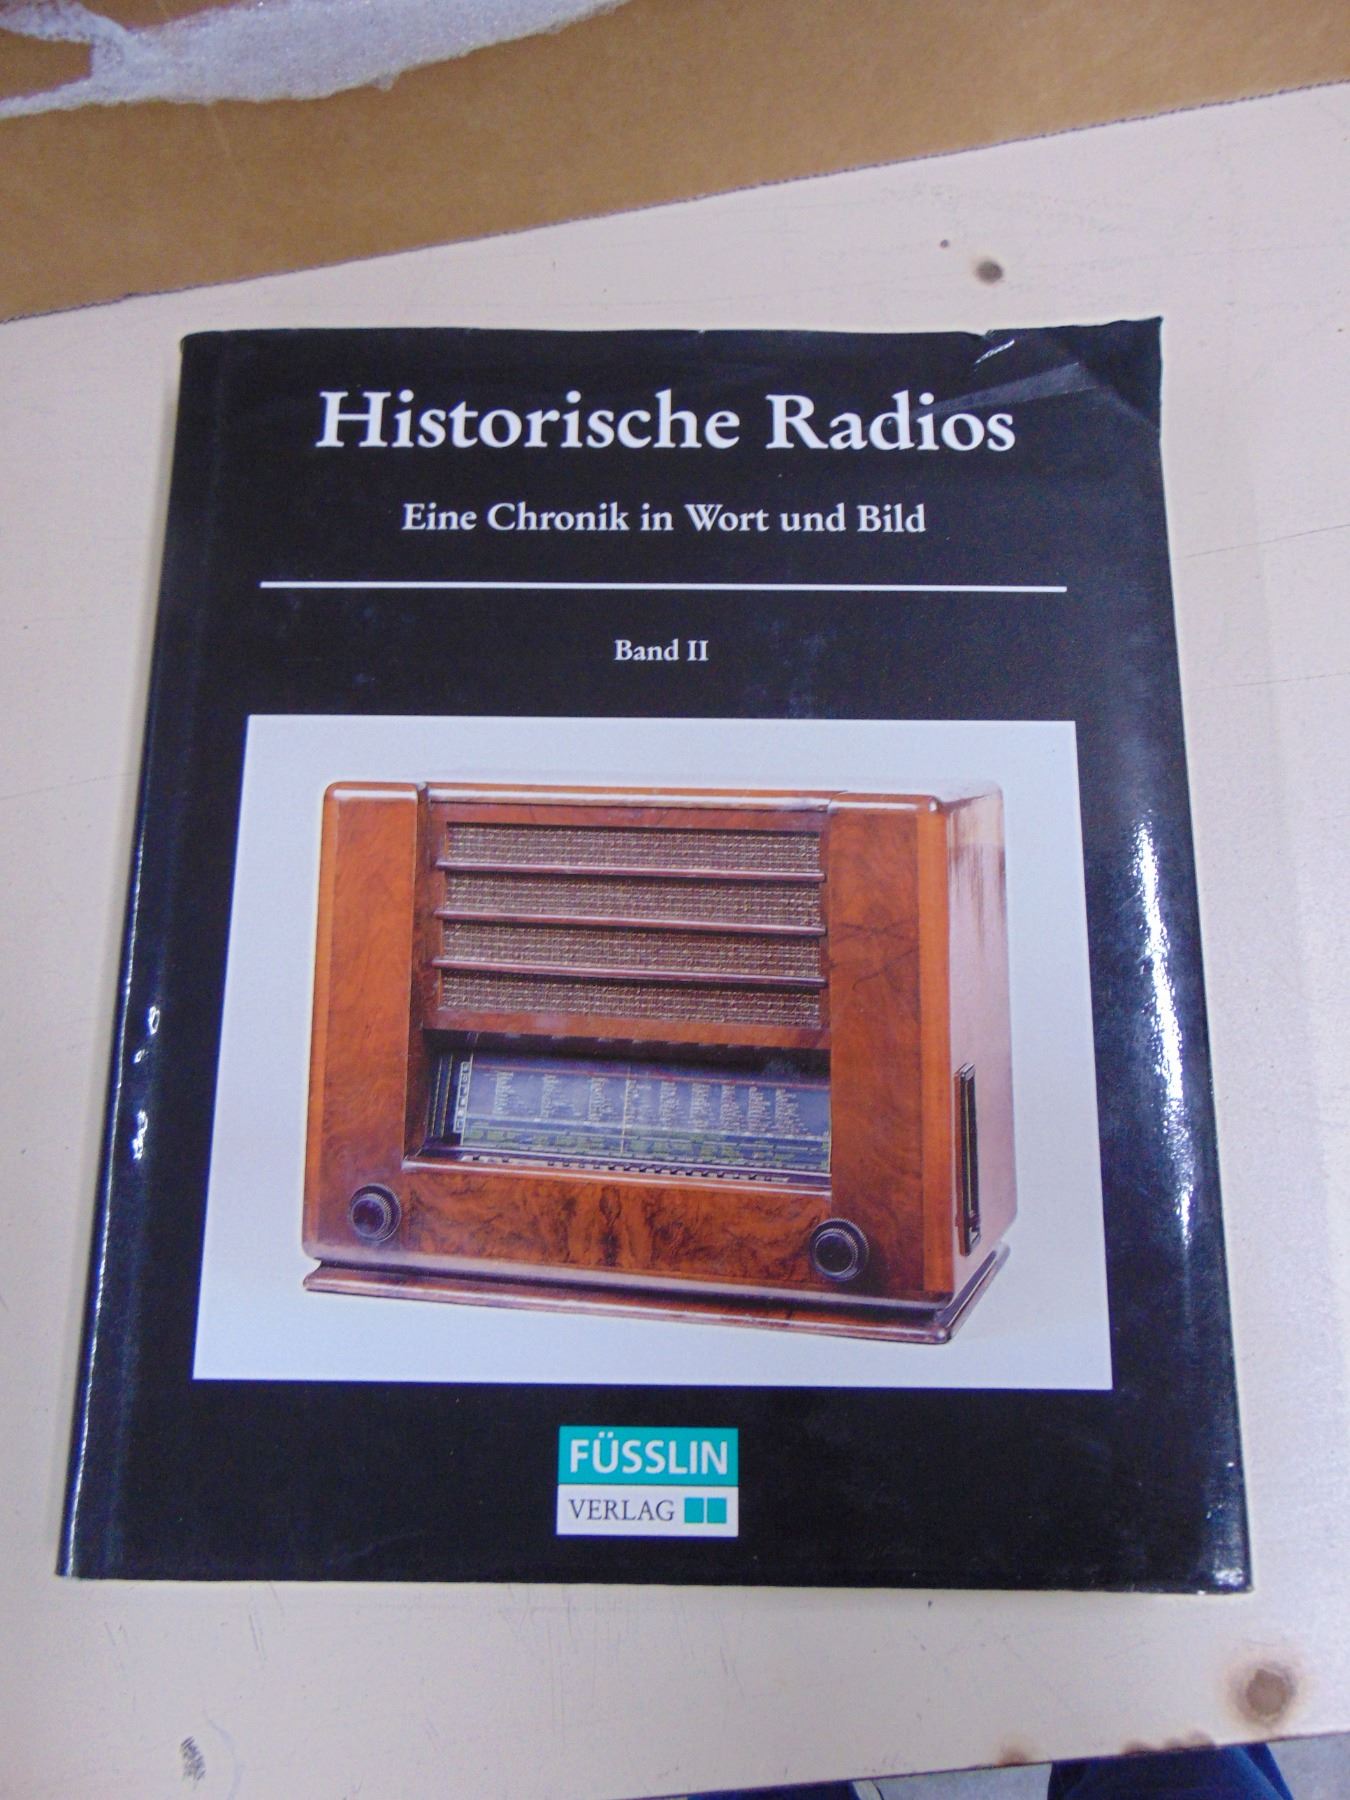 Historische Radios
Eine Chronik in Wort und Bild
Band II
FÜSSLIN
VERLAG